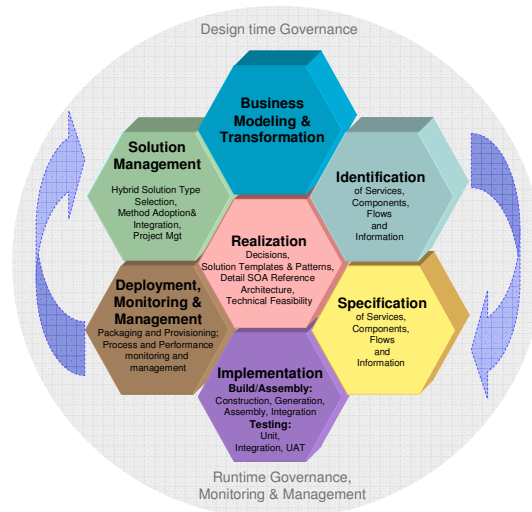 Design time Governance
Business
Modeling &
Transformation
Solution
Management
Hybrid Solution Type
Selection,
Method Adoption&
Integration,
Project Mgt
Identification
of Services,
Components,
Flows
and
Information
Realization
Decisions,
Solution Templates & Patterns,
Detail SOA Reference
Architecture,
Technical Feasibility
Deployment,
Monitoring &
Management
Packaging and Provisioning;
Process and Performance
monitoring and
management
Specification
of Services,
Components,
Flows
and
Information
Implementation
Build/Assembly:
Construction, Generation,
Assembly, Integration
Testing:
Unit,
Integration, UAT
Runtime Governance,
Monitoring & Management